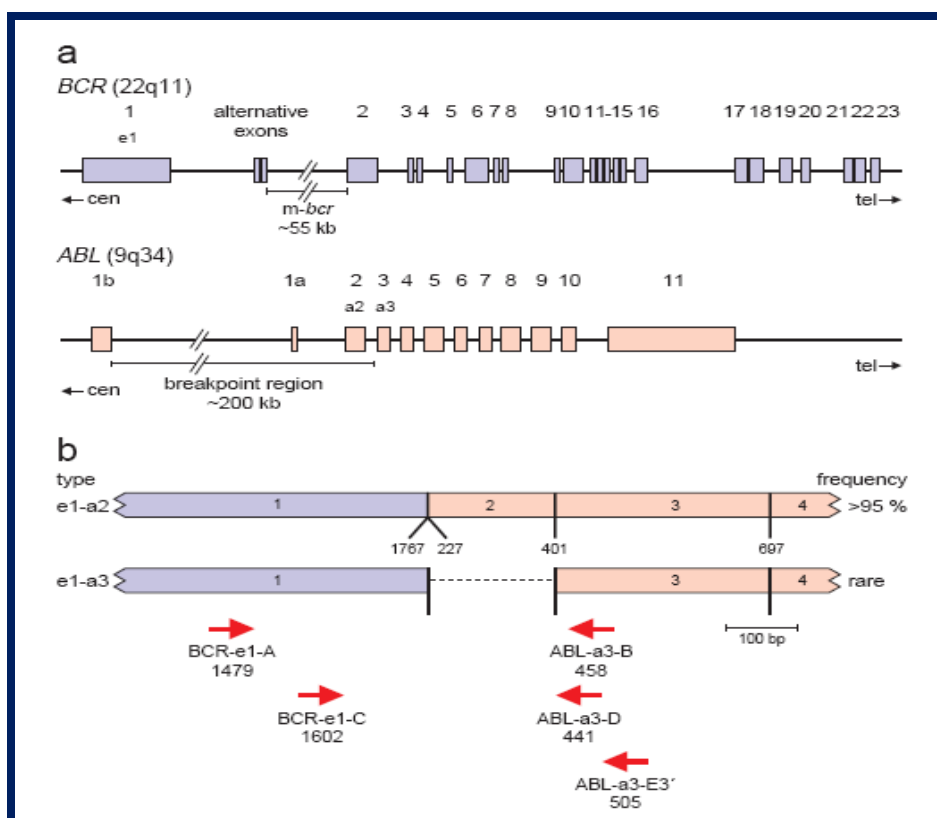 a
BCR (22q11)
1 alternative exons 2 3 4 5 6 7 8 9 10 11-15 16 17 18 19 20 21 22 23
e1
cen
m-bcr
~55 kb
tel
ABL (9q34)
1b 1a 2 3 4 5 6 7 8 9 10 11
a2 a3
cen
breakpoint region
~200 kb
tel
b
type frequency
e1-a2 1 2 3 4 >95 %
1767 227 401 697
e1-a3 1 3 4 rare
100 bp
BCR-e1-A ABL-a3-B
1479 458
BCR-e1-C ABL-a3-D
1602 441
ABL-a3-E3´
505